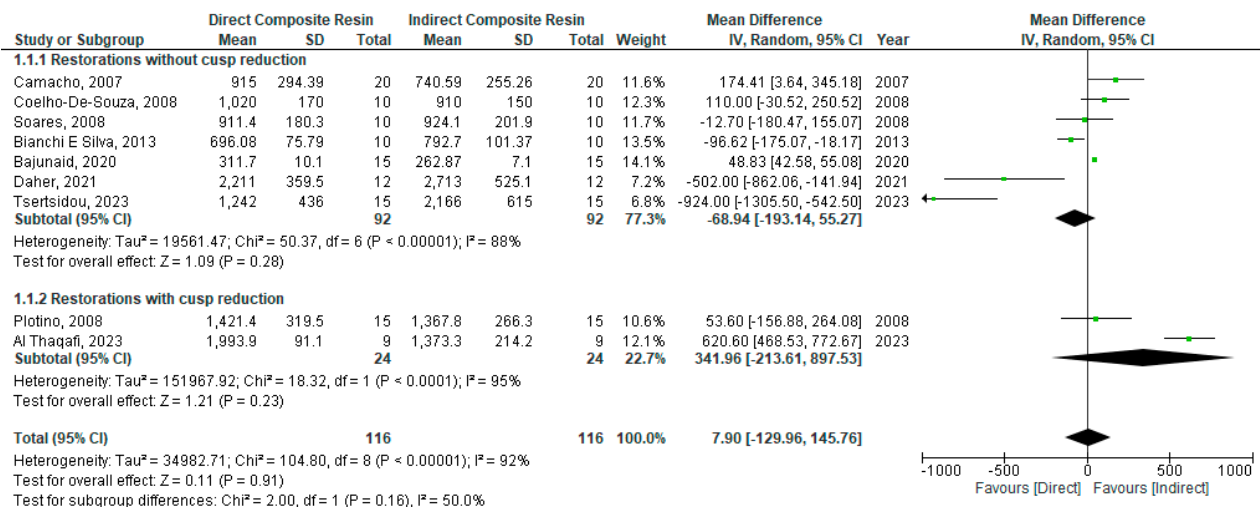 Direct Composite Resin Indirect Composite Resin Mean Difference Mean Difference
Study or Subgroup Mean SD Total Mean SD Total Weight IV, Random, 95% CI Year IV, Random, 95% CI
1.1.1 Restorations without cusp reduction
Camacho, 2007 915 294.39 20 740.59 255.26 20 11.6% 174.41 [3.64, 345.18] 2007
Coelho-De-Souza, 2008 1,020 170 10 910 150 10 12.3% 110.00 [-30.52, 250.52] 2008
Soares, 2008 911.4 180.3 10 924.1 201.9 10 11.7% -12.70 [-180.47, 155.07] 2008
Bianchi E Silva, 2013 696.08 75.79 10 792.7 101.37 10 13.5% -96.62 [-175.07, -18.17] 2013
Bajunaid, 2020 311.7 10.1 15 262.87 7.1 15 14.1% 48.83 [42.58, 55.08] 2020
Daher, 2021 2,211 359.5 12 2,713 525.1 12 7.2% -502.00 [-862.06, -141.94] 2021
Tsertsidou, 2023 1,242 436 15 2,166 615 15 6.8% -924.00 [-1305.50, -542.50] 2023
Subtotal (95% CI) 92 92 77.3% -68.94 [-193.14, 55.27]
Heterogeneity: Tau² = 19561.47; Chi² = 50.37, df = 6 (P < 0.00001); I² = 88%
Test for overall effect: Z = 1.09 (P = 0.28)
1.1.2 Restorations with cusp reduction
Plotino, 2008 1,421.4 319.5 15 1,367.8 266.3 15 10.6% 53.60 [-156.88, 264.08] 2008
Al Thaqafi, 2023 1,993.9 91.1 9 1,373.3 214.2 9 12.1% 620.60 [468.53, 772.67] 2023
Subtotal (95% CI) 24 24 22.7% 341.96 [-213.61, 897.53]
Heterogeneity: Tau² = 151967.92; Chi² = 18.32, df = 1 (P < 0.0001); I² = 95%
Test for overall effect: Z = 1.21 (P = 0.23)
Total (95% CI) 116 116 100.0% 7.90 [-129.96, 145.76]
Heterogeneity: Tau² = 34982.71; Chi² = 104.80, df = 8 (P < 0.00001); I² = 92%
Test for overall effect: Z = 0.11 (P = 0.91)
Test for subgroup differences: Chi² = 2.00, df = 1 (P = 0.16), I² = 50.0%
-1000 -500 0 500 1000
Favours [Direct] Favours [Indirect]